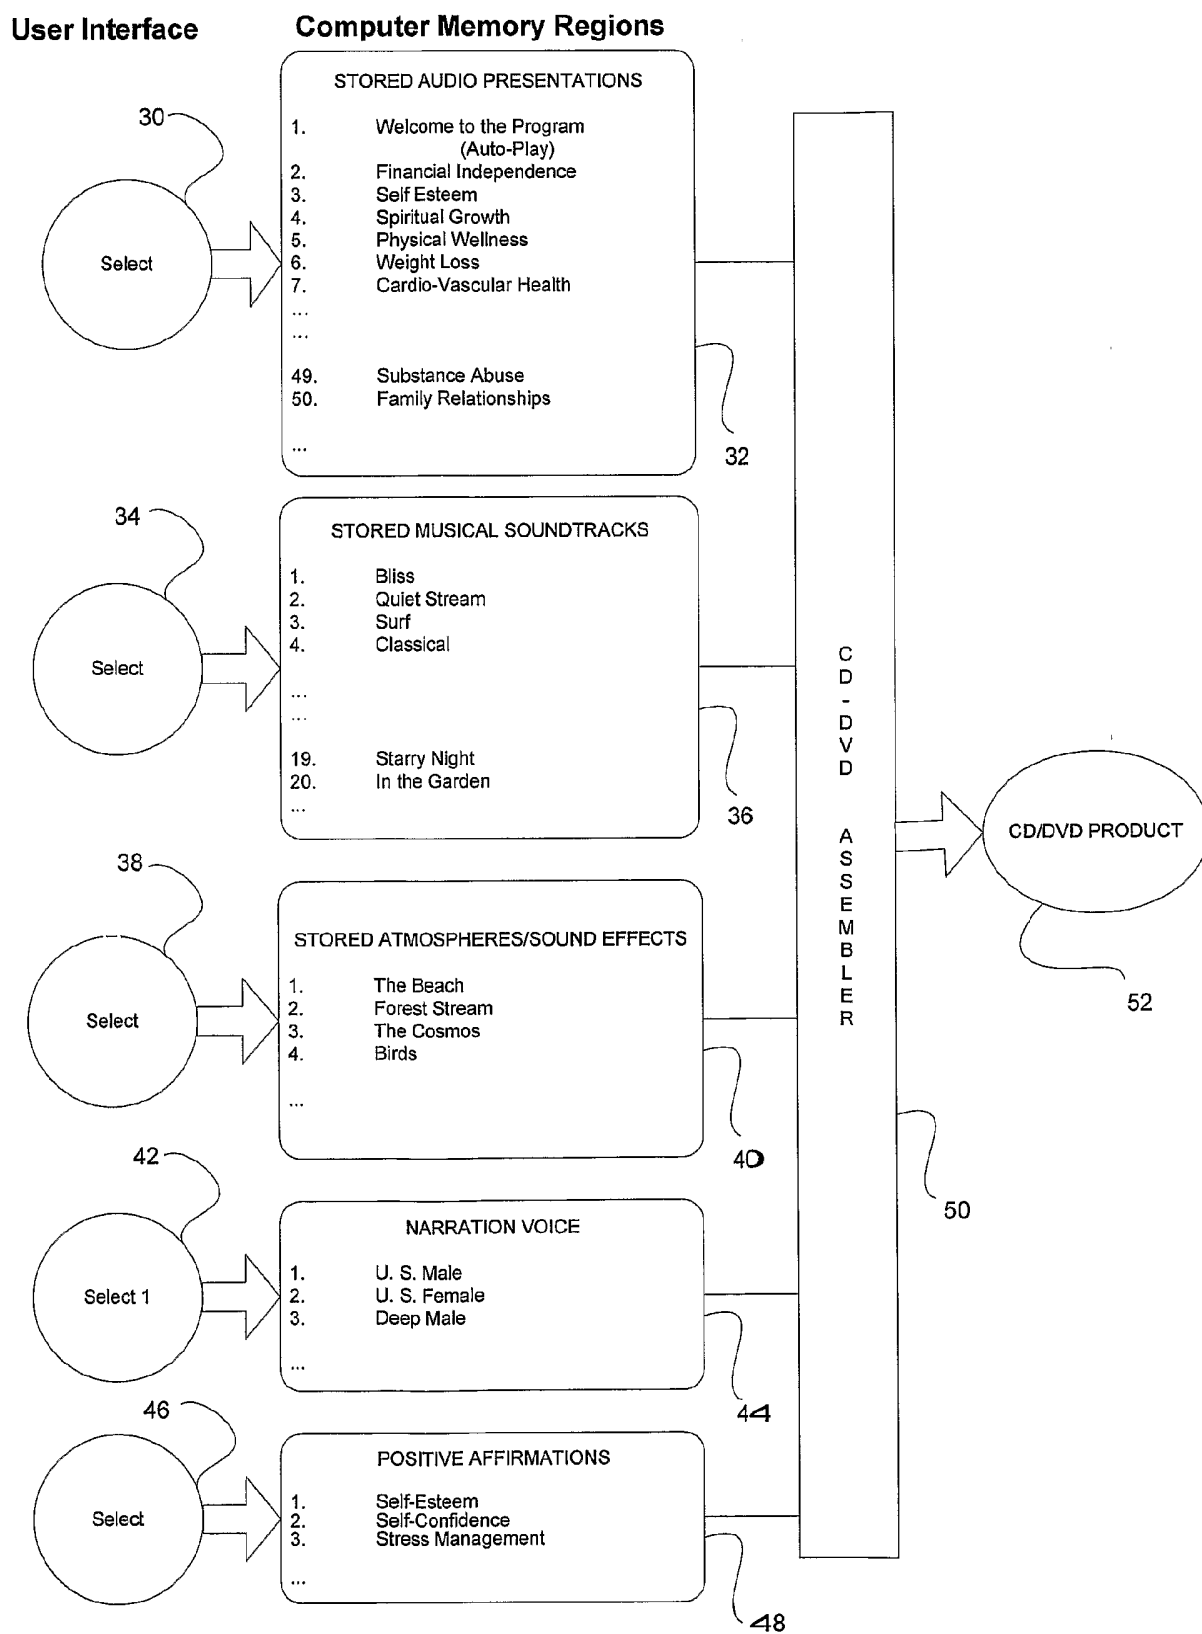 User Interface
Computer Memory Regions
STORED AUDIO PRESENTATIONS
30
1. Welcome to the Program
(Auto-Play)
2. Financial Independence
3. Self Esteem
4. Spiritual Growth
5. Physical Wellness
Select
6. Weight Loss
7. Cardio-Vascular Health
...
...
49. Substance Abuse
50. Family Relationships
...
32
34
STORED MUSICAL SOUNDTRACKS
1. Bliss
2. Quiet Stream
3. Surf
4. Classical
Select
...
...
19. Starry Night
20. In the Garden
...
36
38
STORED ATMOSPHERES/SOUND EFFECTS
1. The Beach
2. Forest Stream
3. The Cosmos
4. Birds
Select
...
40
42
NARRATION VOICE
1. U. S. Male
2. U. S. Female
3. Deep Male
Select 1
...
44
46
POSITIVE AFFIRMATIONS
1. Self-Esteem
2. Self-Confidence
3. Stress Management
Select
...
48
CD-DVD ASSEMBLER
50
CD/DVD PRODUCT
52